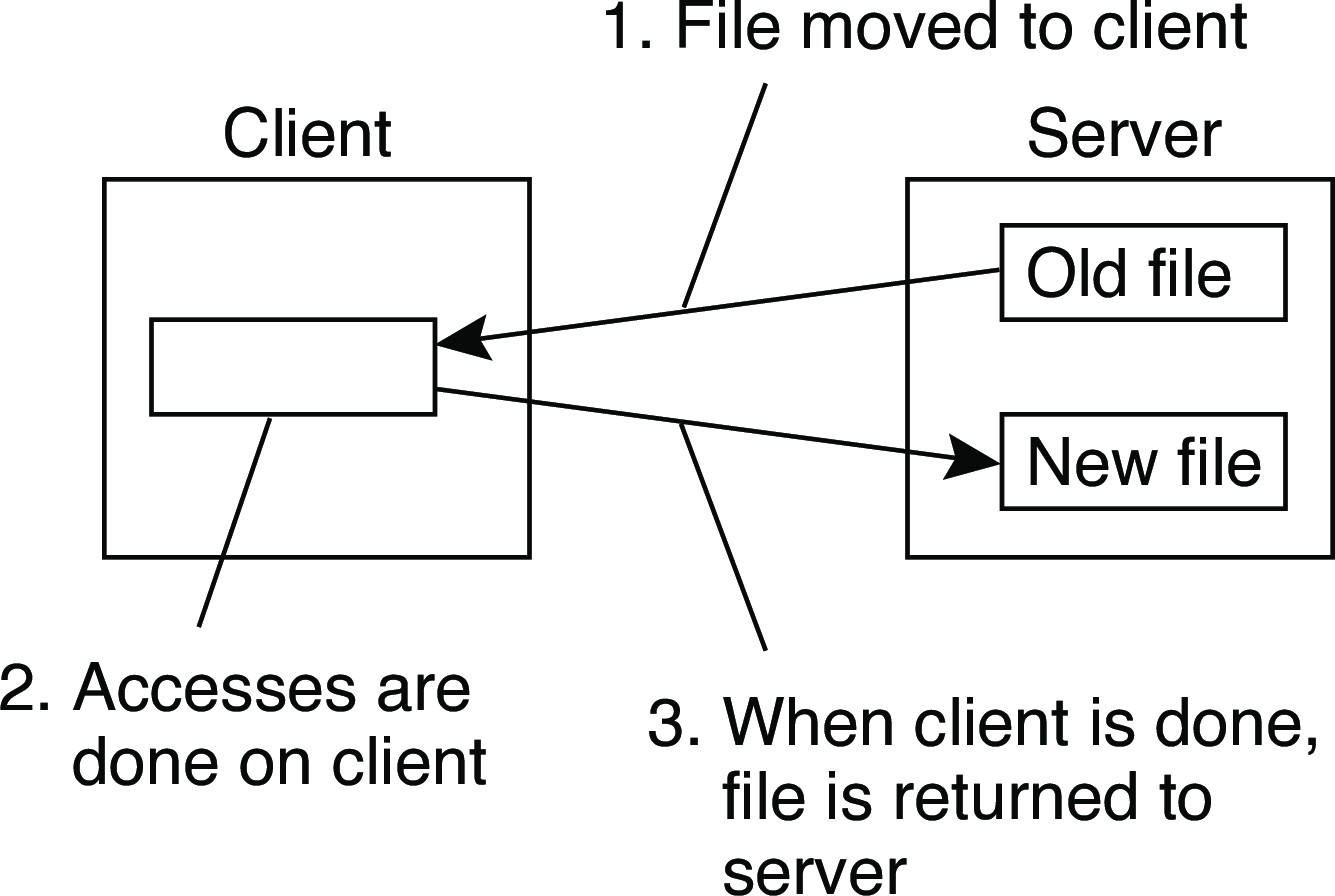 1. File moved to client
Client
Server
Old file
New file
2. Accesses are
done on client
3. When client is done,
file is returned to
server